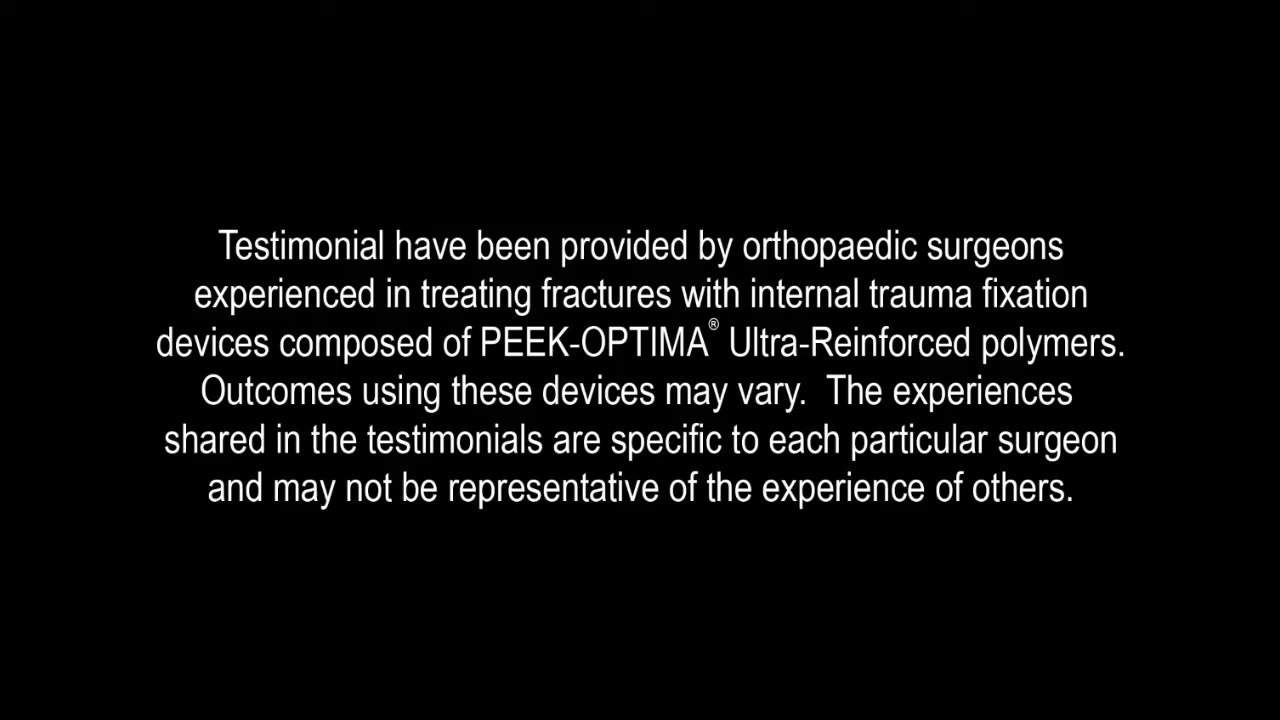 Testimonial have been provided by orthopaedic surgeons
experienced in treating fractures with internal trauma fixation
devices composed of PEEK-OPTIMA® Ultra-Reinforced polymers.
Outcomes using these devices may vary.  The experiences
shared in the testimonials are specific to each particular surgeon
and may not be representative of the experience of others.